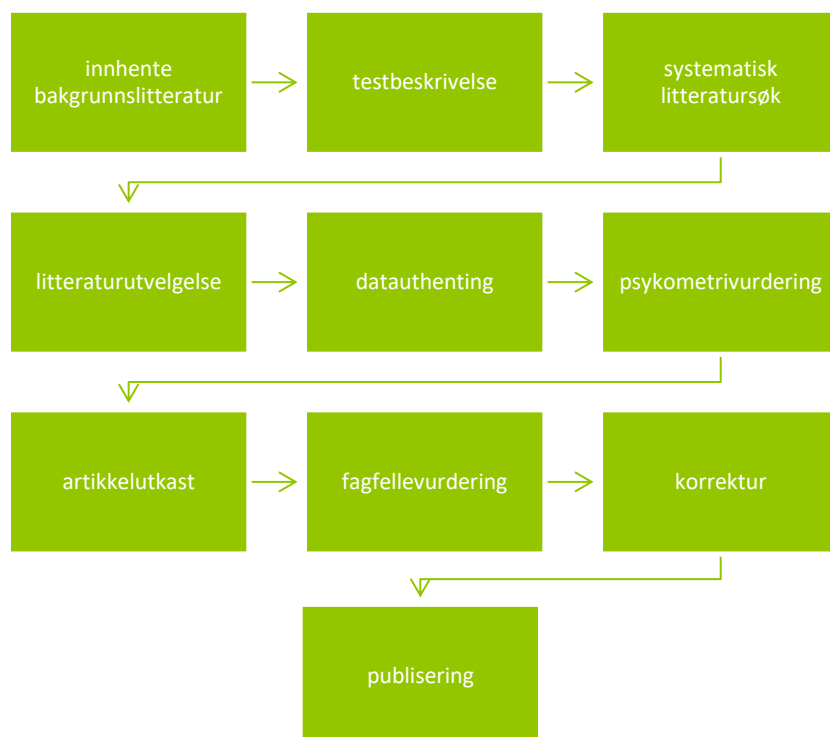 innhente
bakgrunnslitteratur
testbeskrivelse
systematisk
litteratursøk
litteraturutvelgelse
datauthenting
psykometrivurdering
artikkelutkast
fagfellevurdering
korrektur
publisering